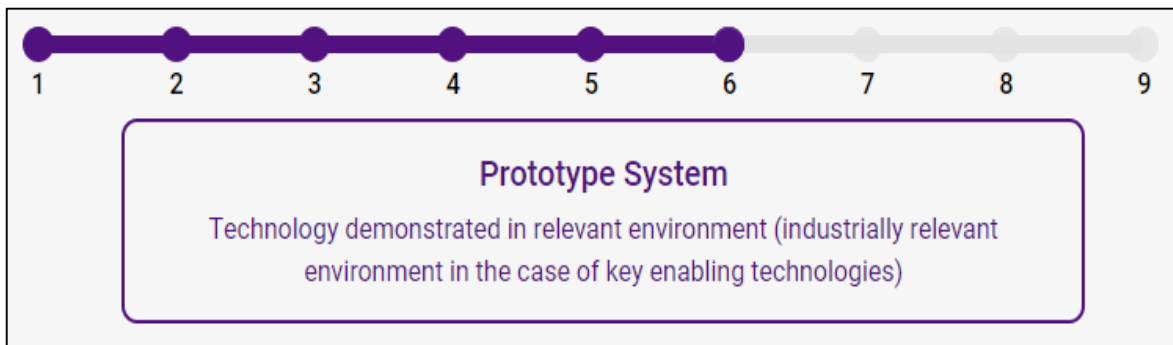 1 2 3 4 5 6 7 8 9
Prototype System
Technology demonstrated in relevant environment (industrially relevant
environment in the case of key enabling technologies)